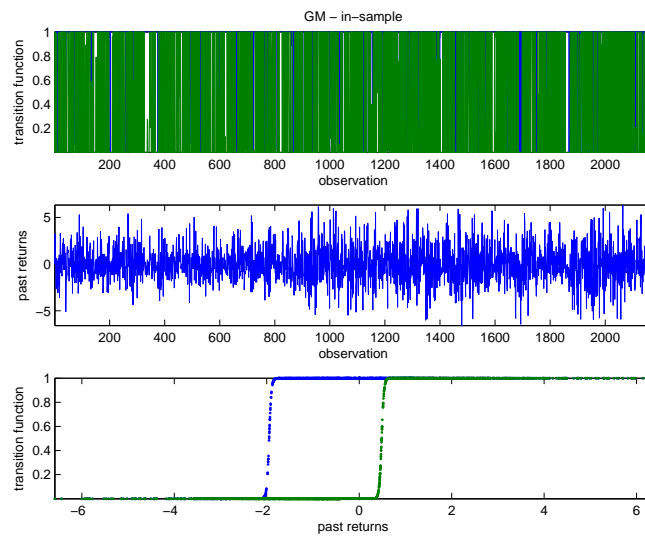 GM − in−sample
transition function
1
0.8
0.6
0.4
0.2
200 400 600 800 1000 1200 1400 1600 1800 2000
observation
past returns
5
0
−5
200 400 600 800 1000 1200 1400 1600 1800 2000
observation
transition function
1
0.8
0.6
0.4
0.2
−6 −4 −2 0 2 4 6
past returns